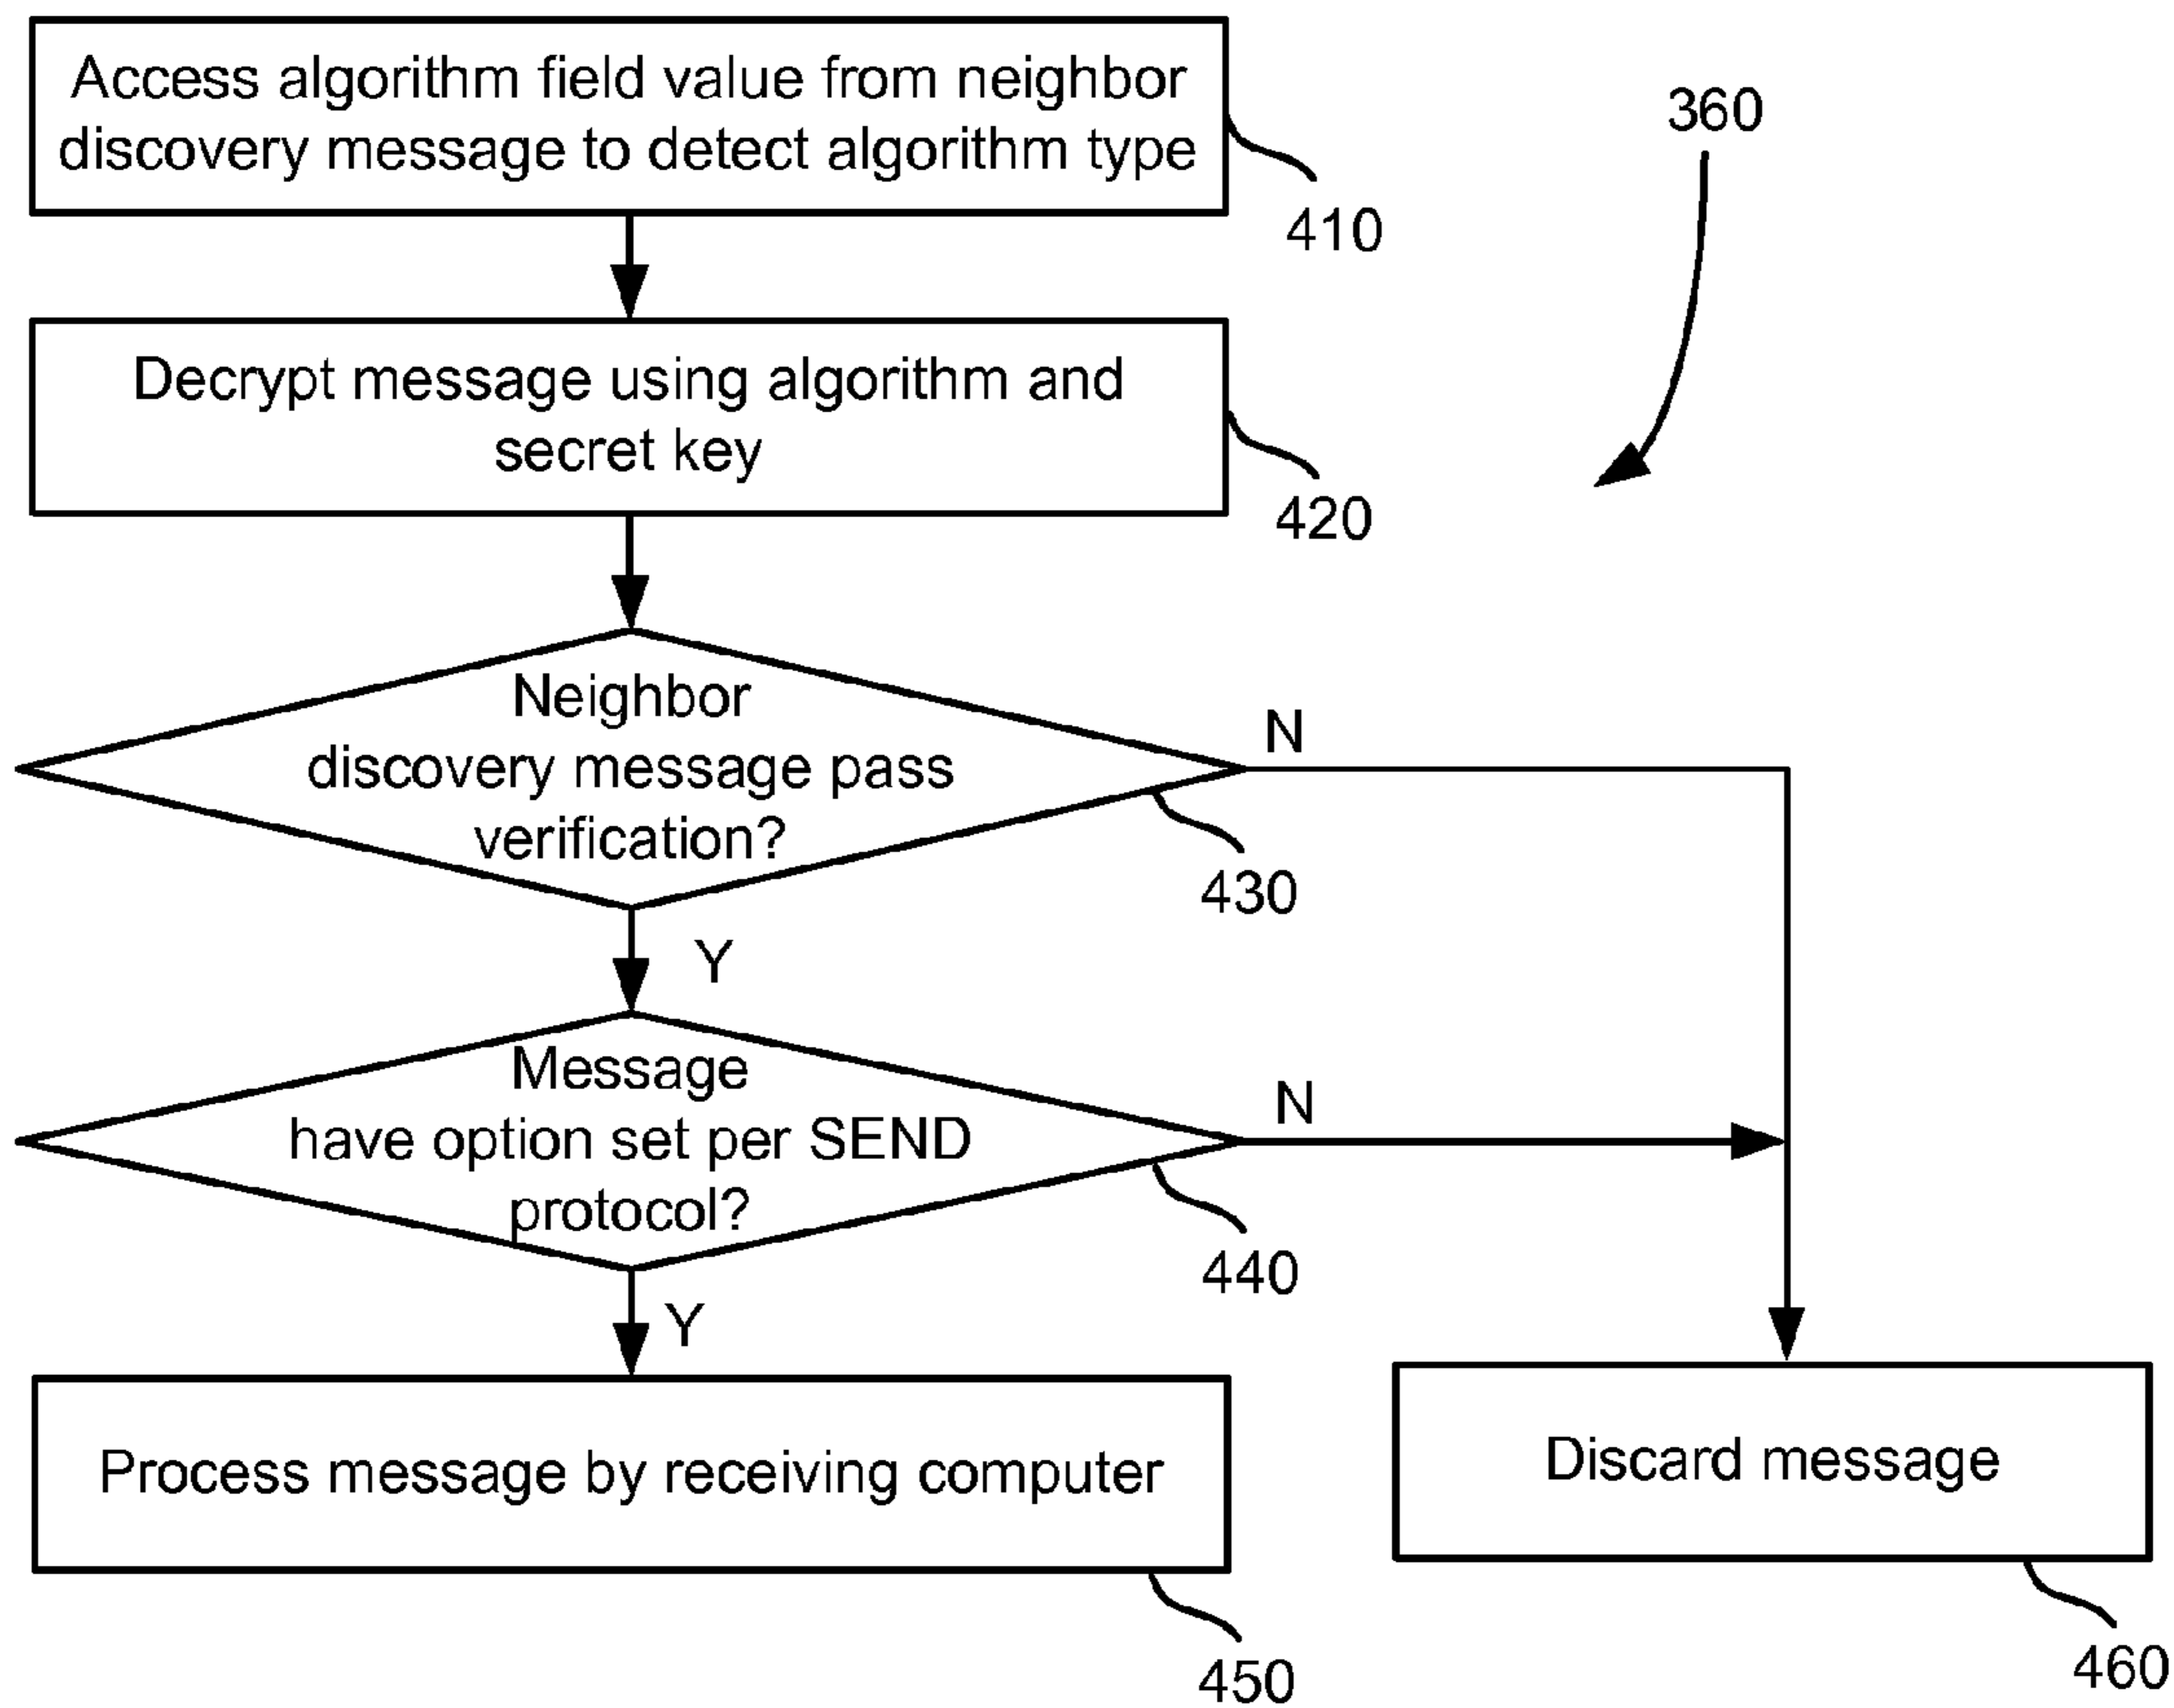 Access algorithm field value from neighbor
discovery message to detect algorithm type
360
410
Decrypt message using algorithm and
secret key
420
Neighbor
discovery message pass
verification?
N
430
Y
Message
have option set per SEND
protocol?
N
440
Y
Process message by receiving computer
450
Discard message
460